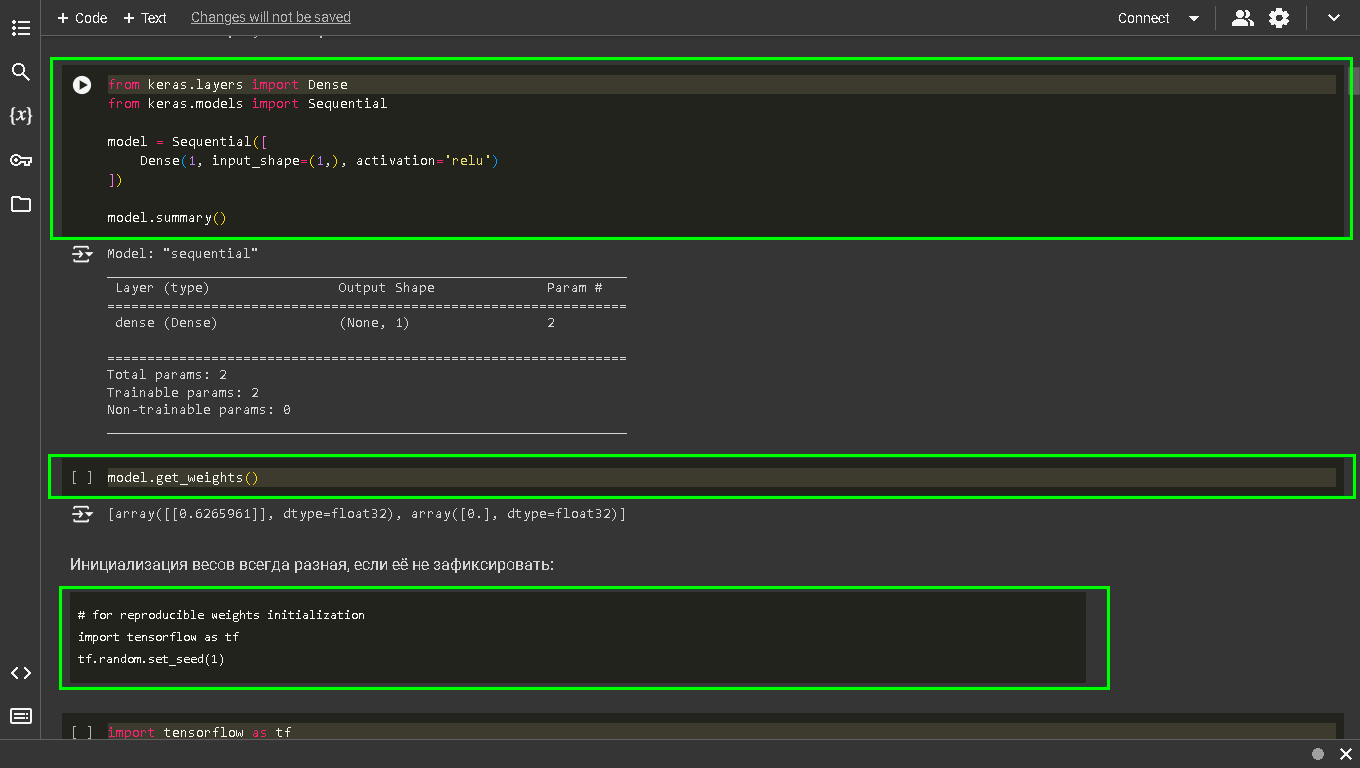 + Code + Text Changes will not be saved Connect
from keras.layers import Dense
from keras.models import Sequential
model = Sequential([
Dense(1, input_shape=(1,), activation='relu')
])
model.summary()
Model: "sequential"
Layer (type) Output Shape Param #
=================================================================
dense (Dense) (None, 1) 2
=================================================================
Total params: 2
Trainable params: 2
Non-trainable params: 0
[ ] model.get_weights()
[array([[0.6265961]], dtype=float32), array([0.], dtype=float32)]
Инициализация весов всегда разная, если её не зафиксировать:
# for reproducible weights initialization
import tensorflow as tf
tf.random.set_seed(1)
[ ] import tensorflow as tf